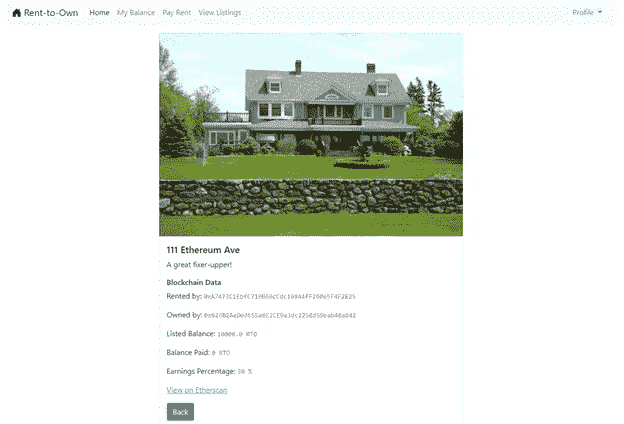 Rent-to-Own Home My Balance Pay Rent View Listings Profile
111 Ethereum Ave
A great fixer-upper!
Blockchain Data
Rented by:
Owned by:
Listed Balance: 10000.0 RTO
Balance Paid: 0 RTO
Earnings Percentage: 30 %
View on Etherscan
Back